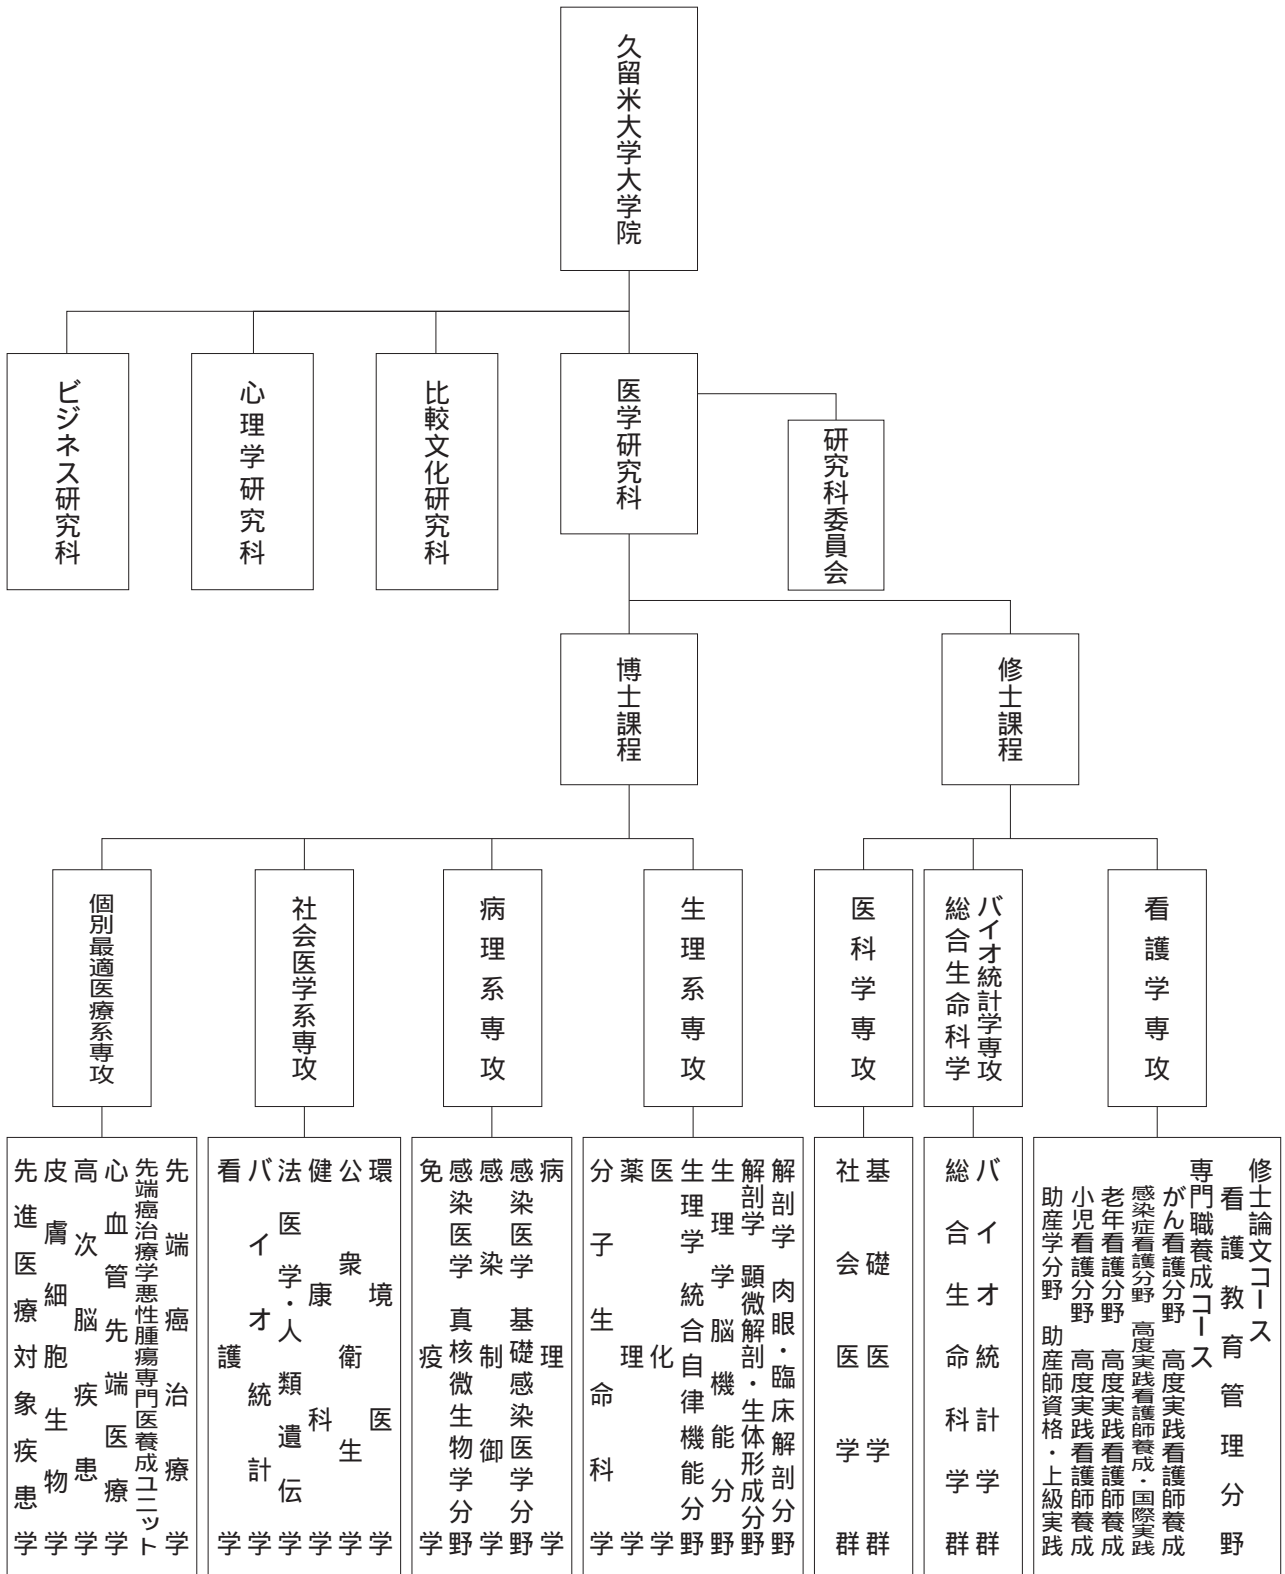 久留米大学大学院
医学研究科
比較文化研究科
心理学研究科
ビジネス研究科
研究科委員会
修士課程
博士課程
看護学専攻
バイオ統計学専攻
総合生命科学
医科学専攻
生理系専攻
病理系専攻
社会医学系専攻
個別最適医療系専攻
修士論文コース
看護教育管理分野
専門職養成コース
がん看護分野 高度実践看護師養成
感染症看護分野 高度実践看護師養成・国際実践
老年看護分野 高度実践看護師養成
小児看護分野 高度実践看護師養成
助産学分野 助産師資格・上級実践
バイオ統計学群
総合生命科学群
基礎医学群
社会医学群
解剖学 肉眼・臨床解剖分野
解剖学 顕微解剖・生体形成分野
生理学 脳機能分野
生理学 統合自律機能分野
医化学
薬理学
分子生命科学
病理学
感染医学 基礎感染医学分野
感染制御学
感染医学 真核微生物学分野
免疫学
環境医学
公衆衛生学
健康科学
法医学・人類遺伝学
バイオ統計学
看護学
先端癌治療学
先端癌治療学悪性腫瘍専門医養成ユニット
心血管先端医療学
高次脳疾患学
皮膚細胞生物学
先進医療対象疾患学